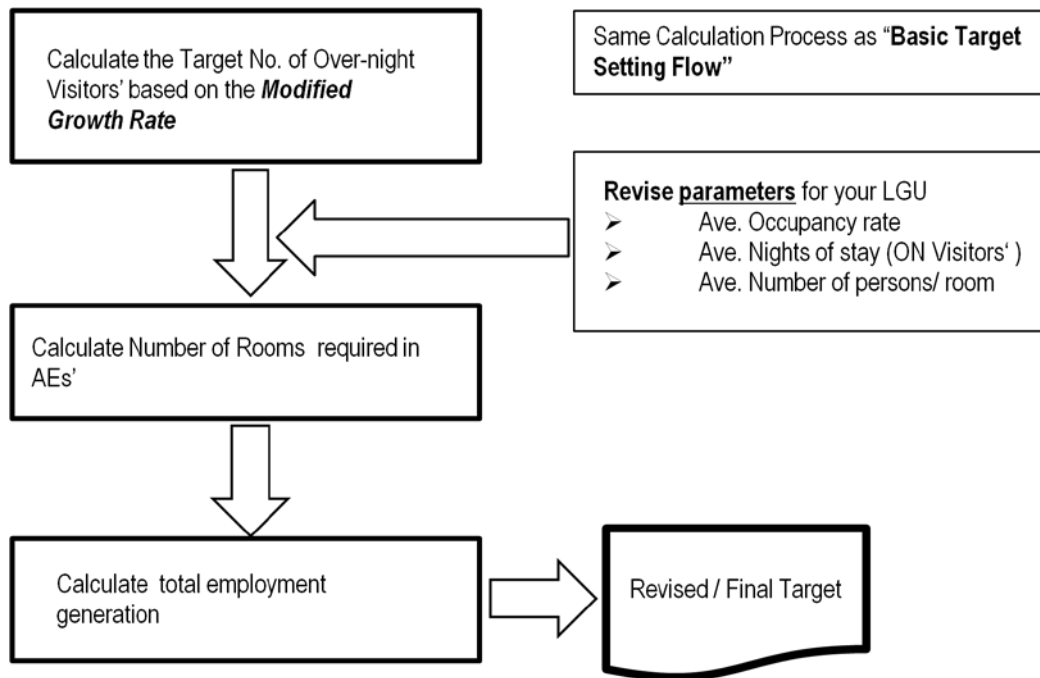 Calculate the Target No. of Over-night
Visitors’ based on the Modified
Growth Rate
Same Calculation Process as “Basic Target
Setting Flow”
Revise parameters for your LGU
➢ Ave. Occupancy rate
➢ Ave. Nights of stay (ON Visitors‘ )
➢ Ave. Number of persons/ room
Calculate Number of Rooms required in
AEs’
Calculate total employment
generation
Revised / Final Target